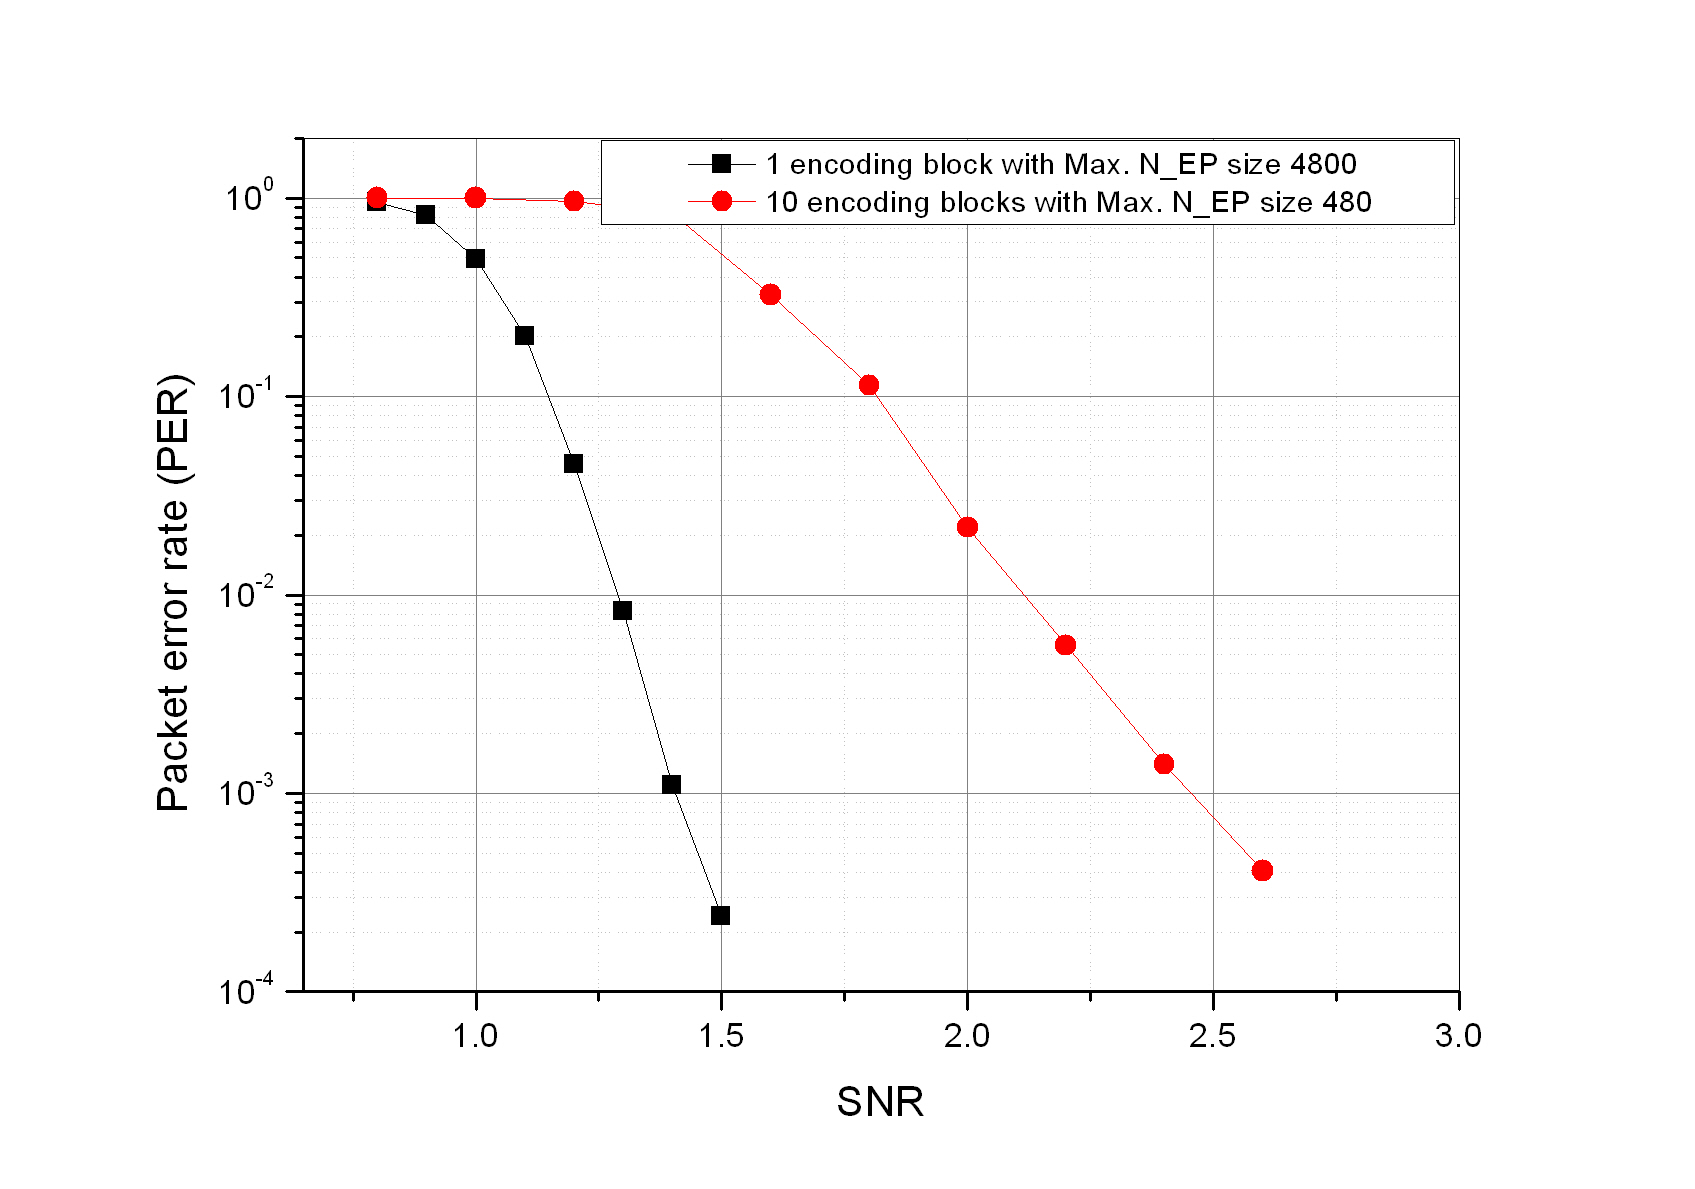 1 encoding block with Max. N_EP size 4800
10 encoding blocks with Max. N_EP size 480
Packet error rate (PER)
10^0
10^-1
10^-2
10^-3
10^-4
1.0 1.5 2.0 2.5 3.0
SNR